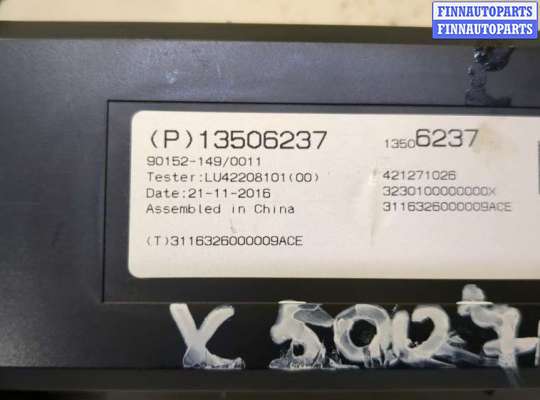 FINNAUTOPARTS
FINNAUTOPARTS
(P)13506237
13506237
90152-149/0011
Tester:LU42208101(00)
421271026
Date:21-11-2016
3230100000000X
Assembled in China
3116326000009ACE
(T)3116326000009ACE